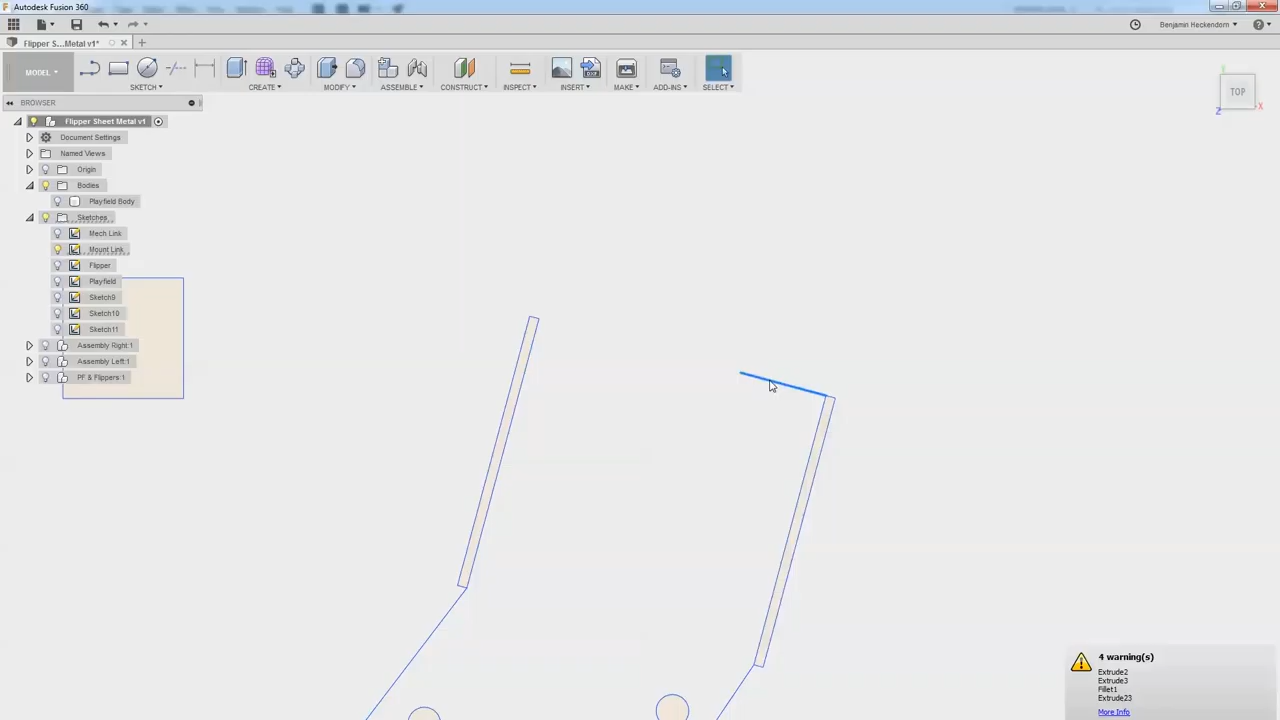 Autodesk Fusion 360
Benjamin Heckendorn
Flipper S...Metal v1*
MODEL
SKETCH
CREATE
MODIFY
ASSEMBLE
CONSTRUCT
INSPECT
INSERT
MAKE
ADD-INS
SELECT
BROWSER
TOP
X
Y
Z
Flipper Sheet Metal v1
Document Settings
Named Views
Origin
Bodies
Playfield Body
Sketches
Mech Link
Mount Link
Flipper
Playfield
Sketch9
Sketch10
Sketch11
Assembly Right:1
Assembly Left:1
PF & Flippers:1
4 warning(s)
Extrude2
Extrude3
Fillet1
Extrude23
More Info